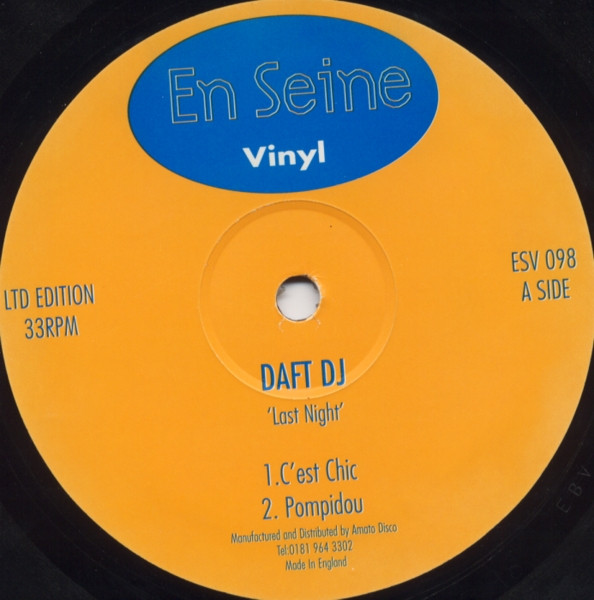 En Seine
Vinyl
LTD EDITION
33RPM
ESV 098
A SIDE
DAFT DJ
'Last Night'
1.C'est Chic
2. Pompidou
Manufactured and Distributed by Amato Disco
Tel:0181 964 3302
Made In England